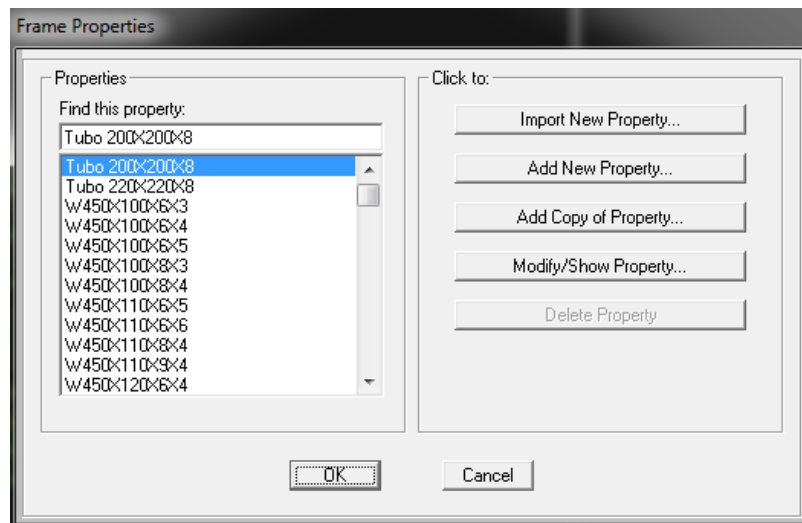 Frame Properties
Properties
Find this property:
Tubo 200X200X8
Tubo 200X200X8
Tubo 220X220X8
W450X100X6X3
W450X100X6X4
W450X100X6X5
W450X100X8X3
W450X100X8X4
W450X110X6X5
W450X110X6X6
W450X110X8X4
W450X110X9X4
W450X120X6X4
Click to:
Import New Property...
Add New Property...
Add Copy of Property...
Modify/Show Property...
Delete Property
OK
Cancel